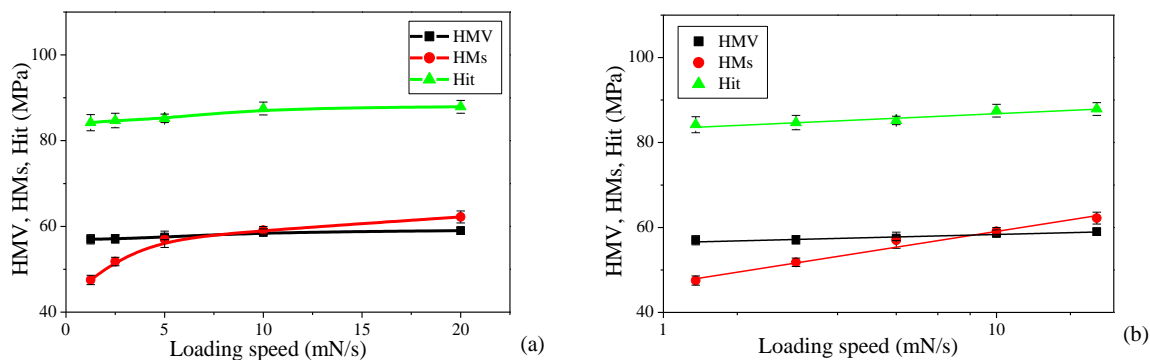 HMV, HMs, Hit (MPa)
100
80
60
40
HMV
HMs
Hit
0
5
10
15
20
Loading speed (mN/s)
(a)
HMV, HMs, Hit (MPa)
100
80
60
40
HMV
HMs
Hit
1
10
Loading speed (mN/s)
(b)